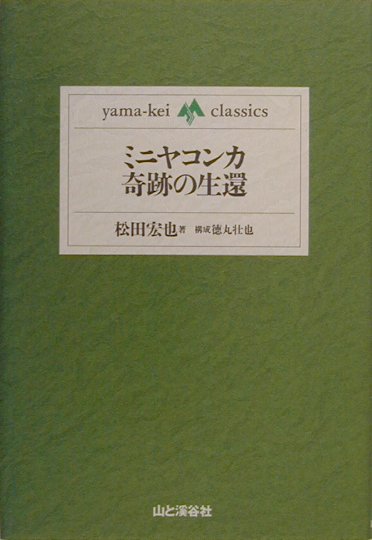 yama-kei classics
ミニヤコンカ
奇跡の生還
松田宏也著 構成 徳丸壮也
山と溪谷社